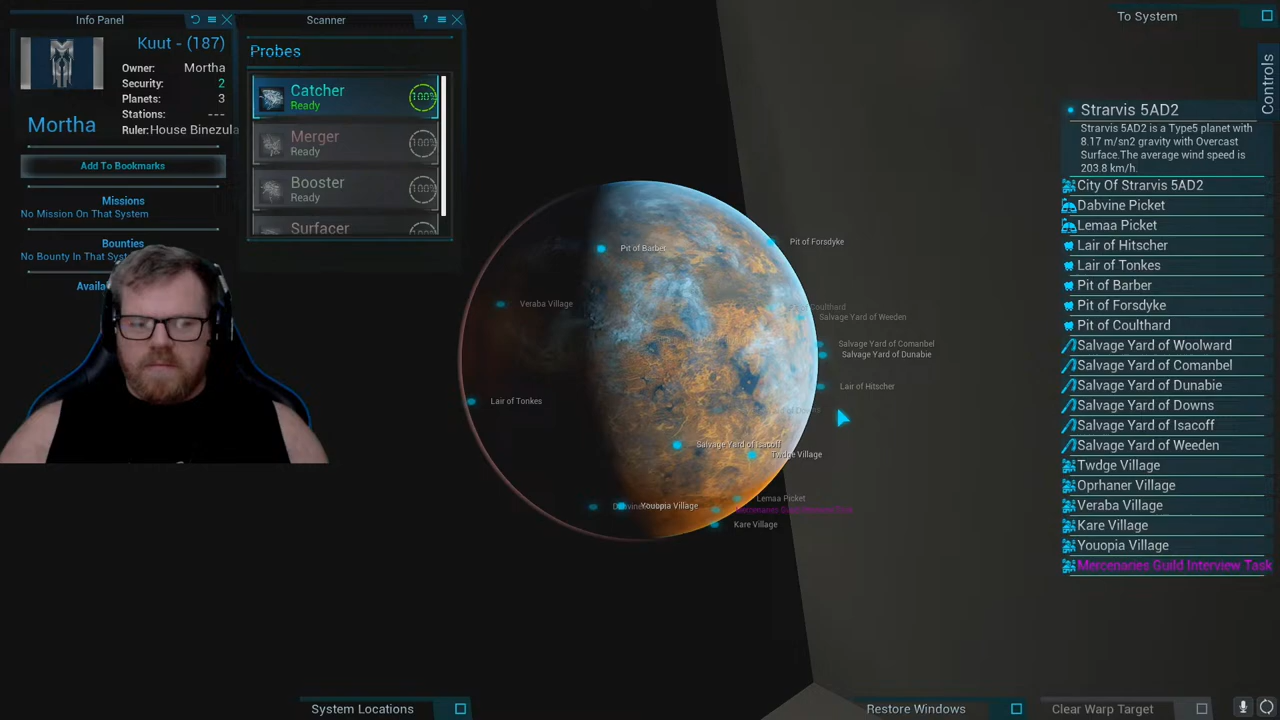 Info Panel
Kuut - (187)
Owner: Mortha
Security: 2
Planets: 3
Stations: ---
Ruler:House Binezula
Mortha
Add To Bookmarks
Missions
No Mission On That System
Bounties
No Bounty In That Syst
Availa
Scanner
?
Probes
Catcher
Ready
100%
Merger
Ready
100%
Booster
Ready
100%
Surfacer
Pit of Barber
Pit of Forsdyke
Veraba Village
Coulthard
Salvage Yard of Weeden
Salvage Yard of Comanbel
Salvage Yard of Dunabie
Lair of Hitscher
Lair of Tonkes
Salvage Yard of Isacoff
Twdge Village
Lemaa Picket
Youopia Village
Mercenaries Guild Interview Task
Kare Village
To System
Controls
Strarvis 5AD2
Strarvis 5AD2 is a Type5 planet with
8.17 m/sn2 gravity with Overcast
Surface.The average wind speed is
203.8 km/h.
City Of Strarvis 5AD2
Dabvine Picket
Lemaa Picket
Lair of Hitscher
Lair of Tonkes
Pit of Barber
Pit of Forsdyke
Pit of Coulthard
Salvage Yard of Woolward
Salvage Yard of Comanbel
Salvage Yard of Dunabie
Salvage Yard of Downs
Salvage Yard of Isacoff
Salvage Yard of Weeden
Twdge Village
Oprhaner Village
Veraba Village
Kare Village
Youopia Village
Mercenaries Guild Interview Task
System Locations
Restore Windows
Clear Warp Target